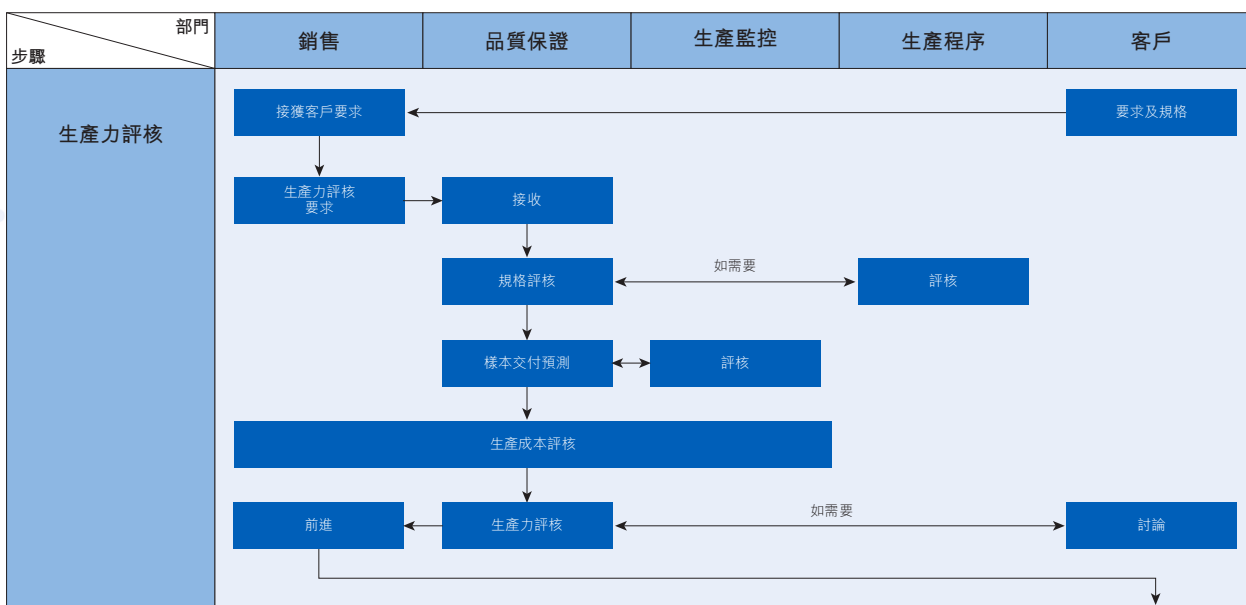 部門
步驟
銷售
品質保證
生產監控
生產程序
客戶
生產力評核
接獲客戶要求
要求及規格
生產力評核
要求
接收
規格評核
如需要
評核
樣本交付預測
評核
生產成本評核
前進
生產力評核
如需要
討論